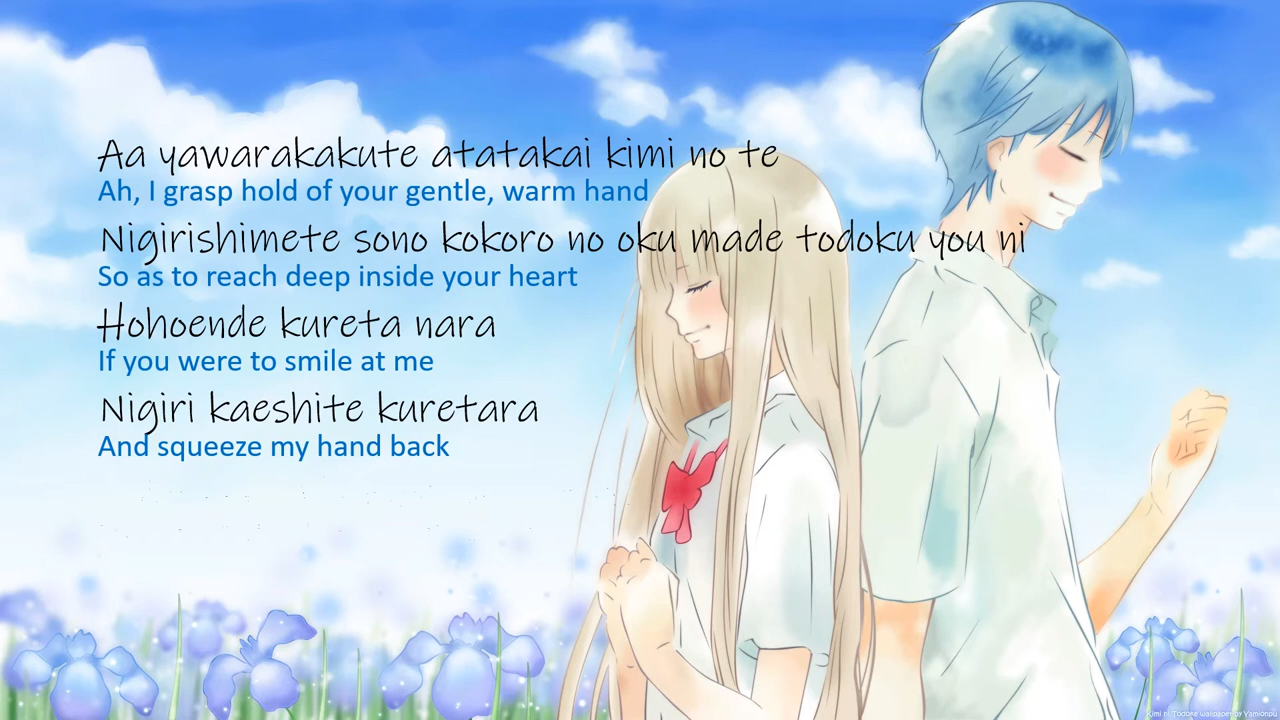 Aa yawarakakute atatakai kimi no te
Ah, I grasp hold of your gentle, warm hand
Nigirishimete sono kokoro no oku made todoku you ni
So as to reach deep inside your heart
Hohoende kureta nara
If you were to smile at me
Nigiri kaeshite kuretara
And squeeze my hand back
Kimi ni Todoke wallpaper by Yamionpu